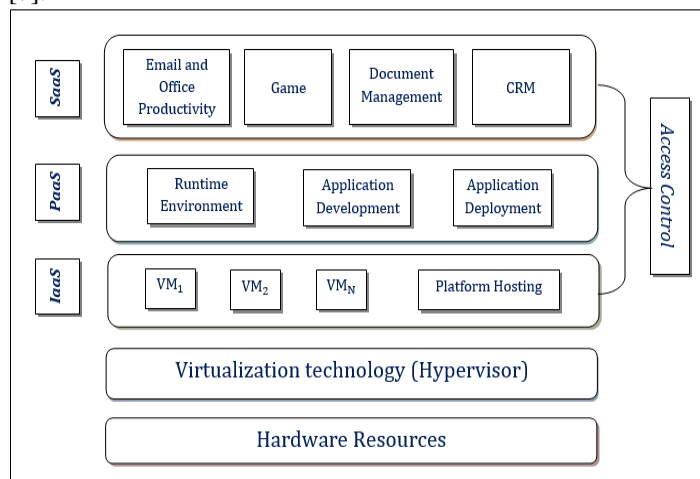 SaaS
Email and
Office
Productivity
Game
Document
Management
CRM
PaaS
Runtime
Environment
Application
Development
Application
Deployment
IaaS
VM₁
VM₂
VM_N
Platform Hosting
Access Control
Virtualization technology (Hypervisor)
Hardware Resources